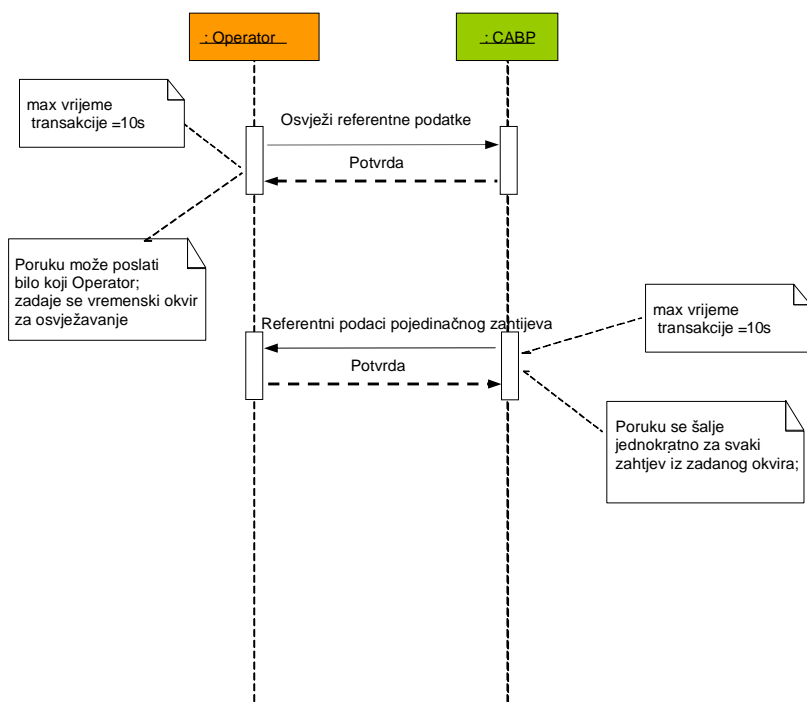 : Operator
: CABP
max vrijeme
transakcije =10s
Osvježi referentne podatke
Potvrda
Poruku može poslati
bilo koji Operator;
zadaje se vremenski okvir
za osvježavanje
max vrijeme
transakcije =10s
Referentni podaci pojedinačnog zahtijeva
Potvrda
Poruku se šalje
jednokratno za svaki
zahtjev iz zadanog okvira;